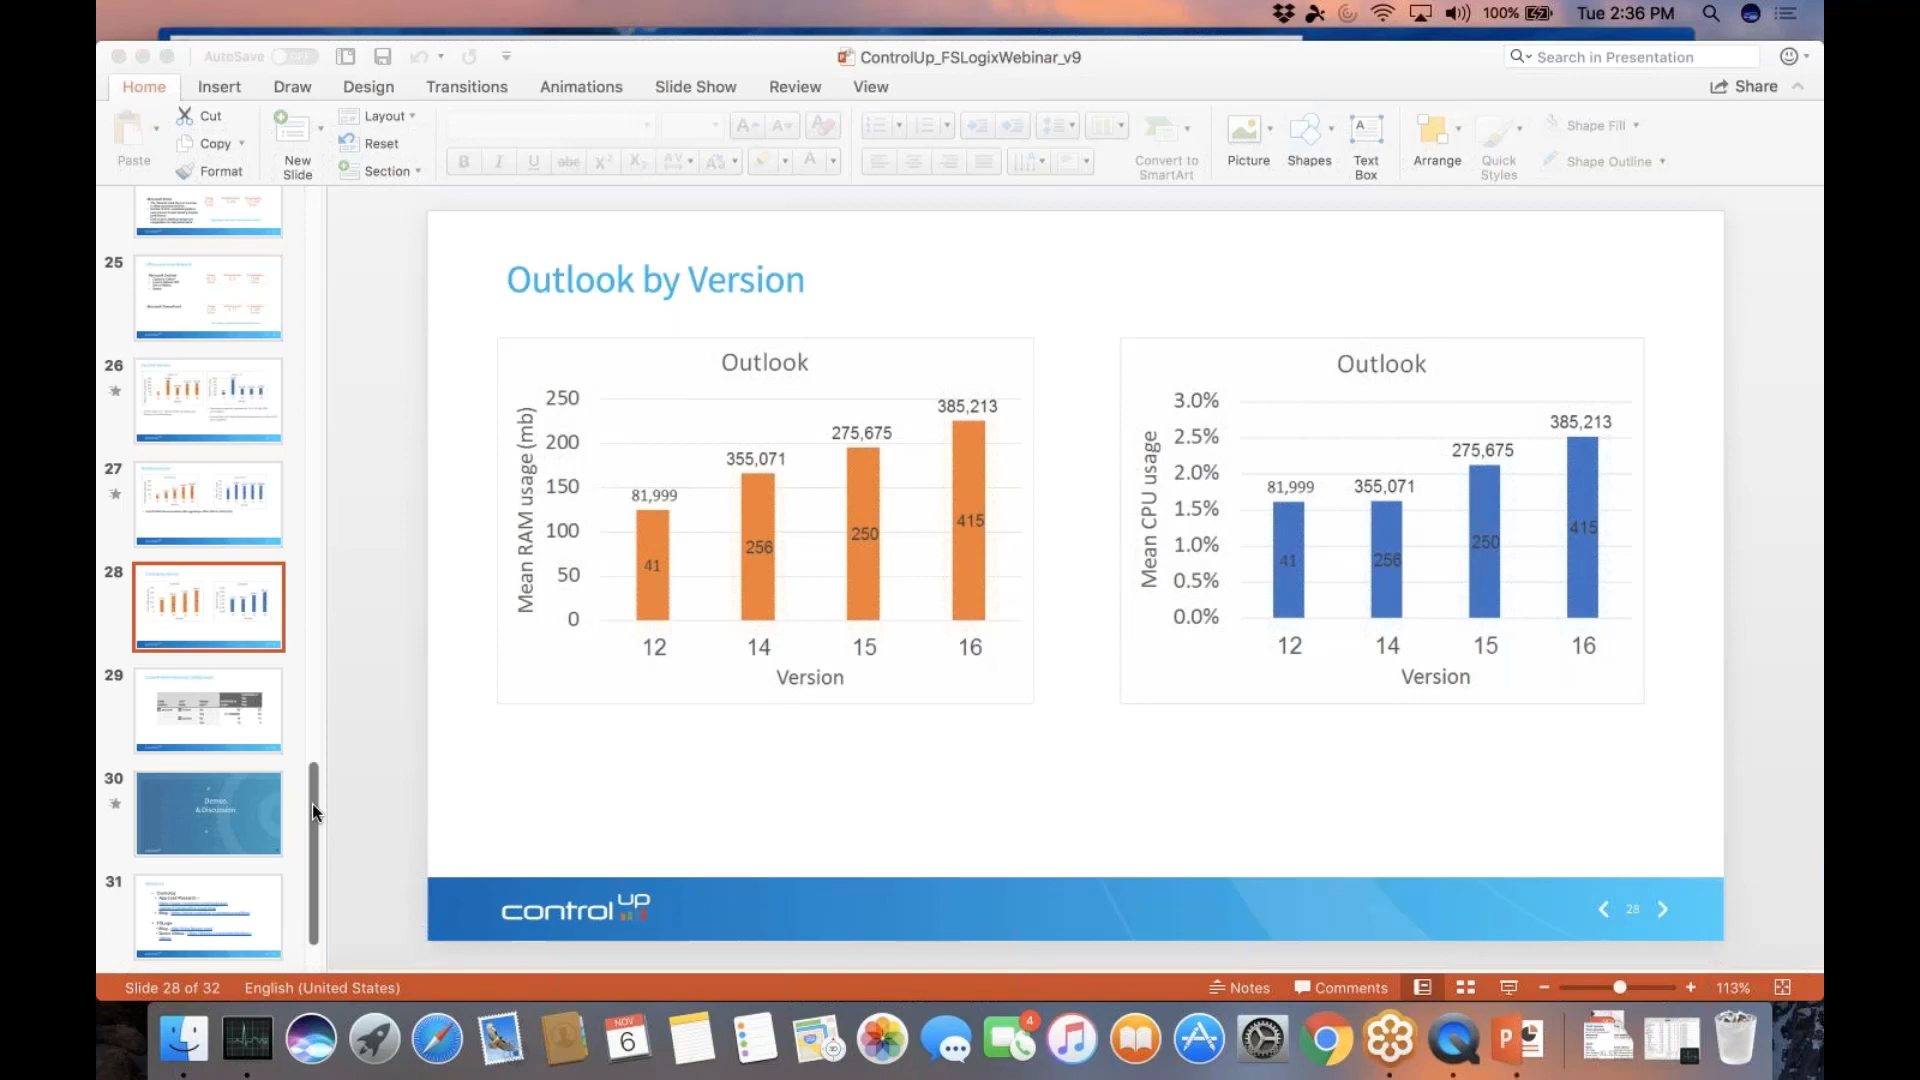 100%
Tue 2:36 PM
AutoSave
ControlUp_FSLogixWebinar_v9
Search in Presentation
Home
Insert
Draw
Design
Transitions
Animations
Slide Show
Review
View
Share
Paste
Cut
Copy
Format
New
Slide
Layout
Reset
Section
Convert to
SmartArt
Picture
Shapes
Text
Box
Arrange
Quick
Styles
Shape Fill
Shape Outline
25
26
27
28
29
30
Demos
& Discussion
31
Outlook by Version
Outlook
Mean RAM usage (mb)
250
200
150
100
50
0
81,999
355,071
275,675
385,213
41
256
250
415
12
14
15
16
Version
Outlook
Mean CPU usage
3.0%
2.5%
2.0%
1.5%
1.0%
0.5%
0.0%
81,999
355,071
275,675
385,213
41
256
250
415
12
14
15
16
Version
control UP
28
Slide 28 of 32
English (United States)
Notes
Comments
113%
NOV
6
4